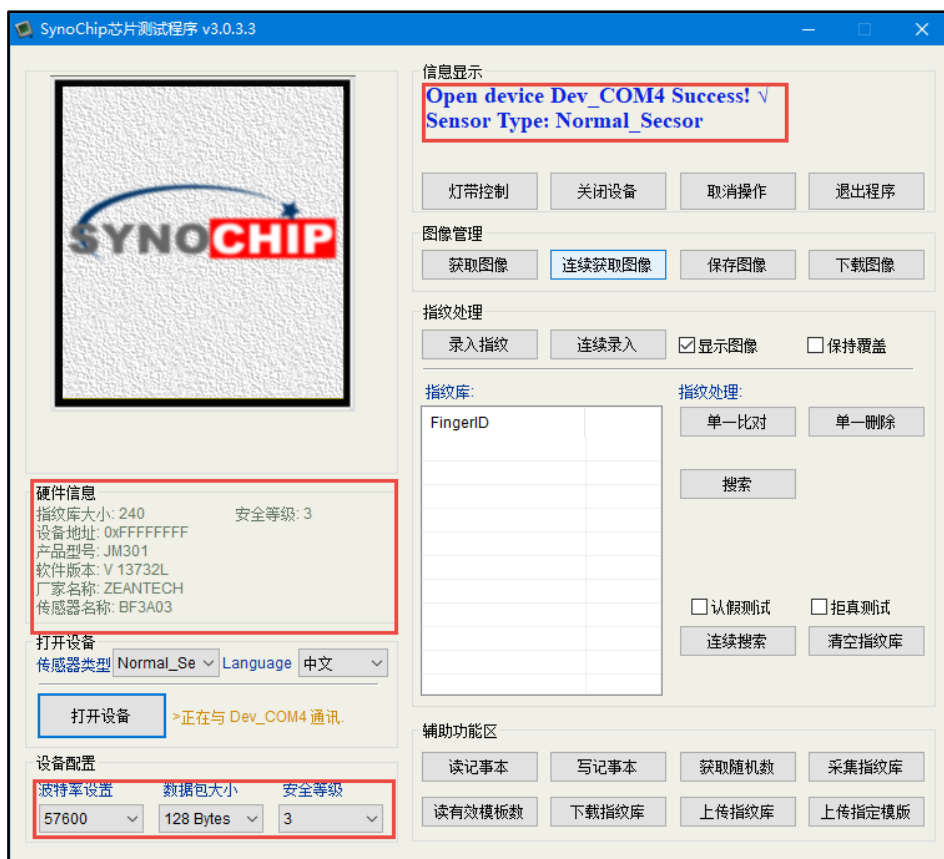 SynoChip芯片测试程序 v3.0.3.3
SYNOCHIP
硬件信息
指纹库大小: 240 安全等级: 3
设备地址: 0xFFFFFFFF
产品型号: JM301
软件版本: V 13732L
厂家名称: ZEANTECH
传感器名称: BF3A03
打开设备
传感器类型 Normal_Se Language 中文
打开设备 >正在与 Dev_COM4 通讯.
设备配置
波特率设置 数据包大小 安全等级
57600 128 Bytes 3
信息显示
Open device Dev_COM4 Success! √
Sensor Type: Normal_Secsor
灯带控制 关闭设备 取消操作 退出程序
图像管理
获取图像 连续获取图像 保存图像 下载图像
指纹处理
录入指纹 连续录入 显示图像 保持覆盖
指纹库: 指纹处理:
FingerID 单一比对 单一删除
搜索
认假测试 拒真测试
连续搜索 清空指纹库
辅助功能区
读记事本 写记事本 获取随机数 采集指纹库
读有效模板数 下载指纹库 上传指纹库 上传指定模版